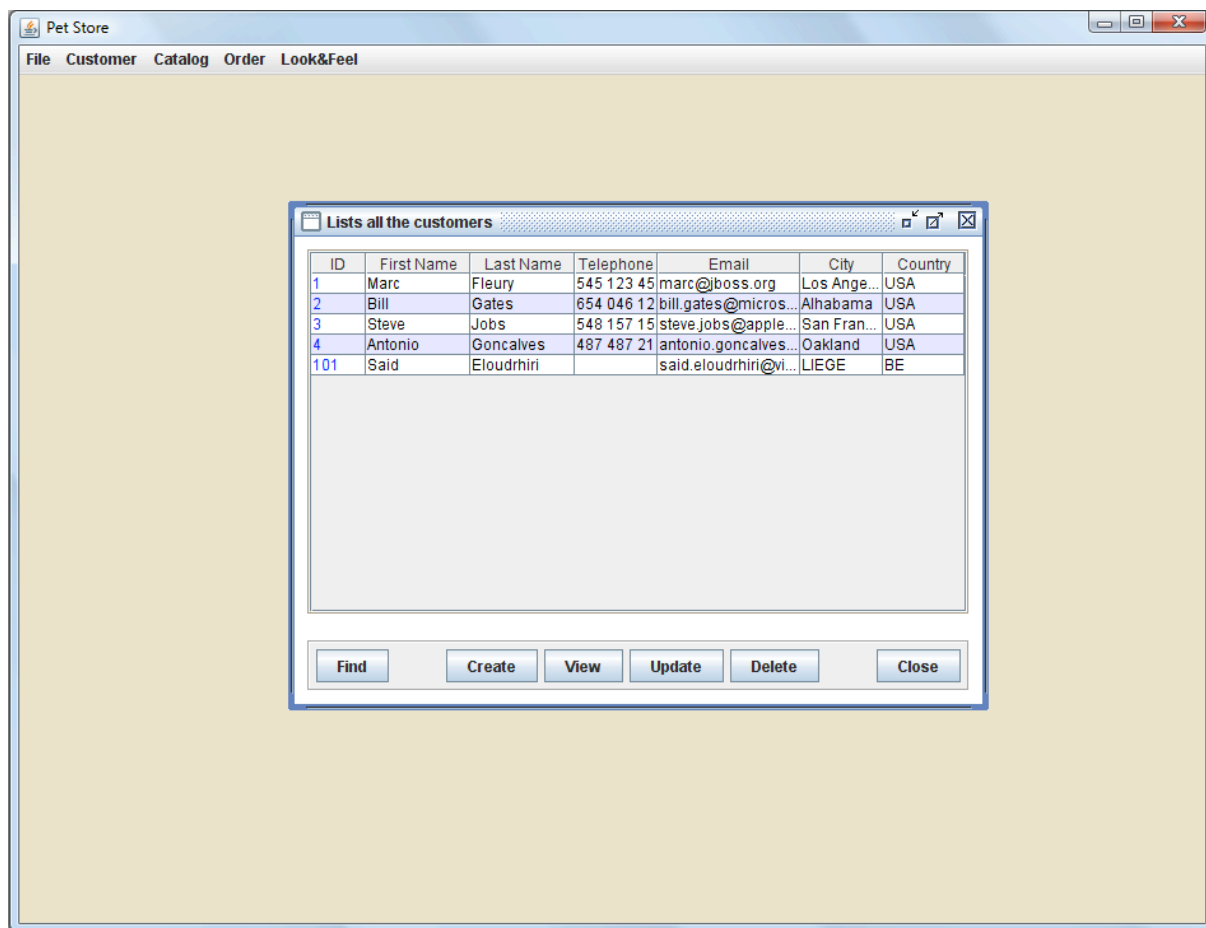 Pet Store
File Customer Catalog Order Look&Feel
Lists all the customers
ID First Name Last Name Telephone Email City Country
1 Marc Fleury 545 123 45 marc@jboss.org Los Ange... USA
2 Bill Gates 654 046 12 bill.gates@micros... Alhabama USA
3 Steve Jobs 548 157 15 steve.jobs@apple... San Fran... USA
4 Antonio Goncalves 487 487 21 antonio.goncalves... Oakland USA
101 Said Eloudrhiri said.eloudrhiri@vi... LIEGE BE
Find Create View Update Delete Close